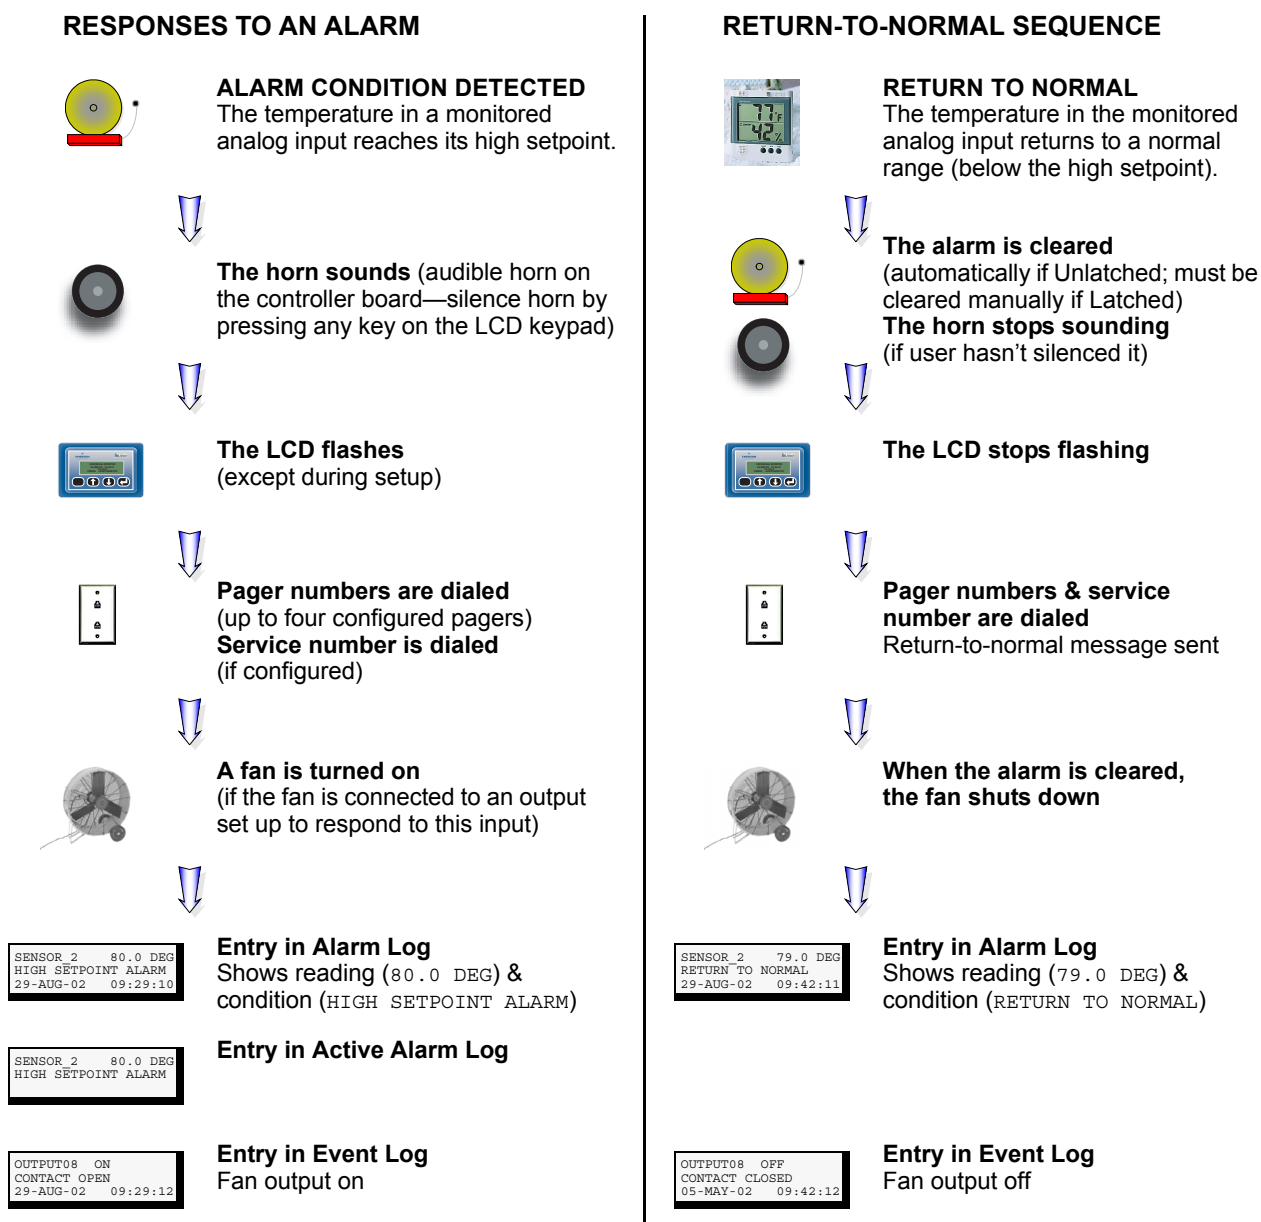 RESPONSES TO AN ALARM
ALARM CONDITION DETECTED
The temperature in a monitored
analog input reaches its high setpoint.
The horn sounds (audible horn on
the controller board—silence horn by
pressing any key on the LCD keypad)
The LCD flashes
(except during setup)
Pager numbers are dialed
(up to four configured pagers)
Service number is dialed
(if configured)
A fan is turned on
(if the fan is connected to an output
set up to respond to this input)
SENSOR_2 80.0 DEG
HIGH SETPOINT ALARM
29-AUG-02 09:29:10
Entry in Alarm Log
Shows reading (80.0 DEG) &
condition (HIGH SETPOINT ALARM)
SENSOR_2 80.0 DEG
HIGH SETPOINT ALARM
Entry in Active Alarm Log
OUTPUT08 ON
CONTACT OPEN
29-AUG-02 09:29:12
Entry in Event Log
Fan output on
RETURN-TO-NORMAL SEQUENCE
77°F
42%
RETURN TO NORMAL
The temperature in the monitored
analog input returns to a normal
range (below the high setpoint).
The alarm is cleared
(automatically if Unlatched; must be
cleared manually if Latched)
The horn stops sounding
(if user hasn't silenced it)
The LCD stops flashing
Pager numbers & service
number are dialed
Return-to-normal message sent
When the alarm is cleared,
the fan shuts down
SENSOR_2 79.0 DEG
RETURN TO NORMAL
29-AUG-02 09:42:11
Entry in Alarm Log
Shows reading (79.0 DEG) &
condition (RETURN TO NORMAL)
OUTPUT08 OFF
CONTACT CLOSED
05-MAY-02 09:42:12
Entry in Event Log
Fan output off